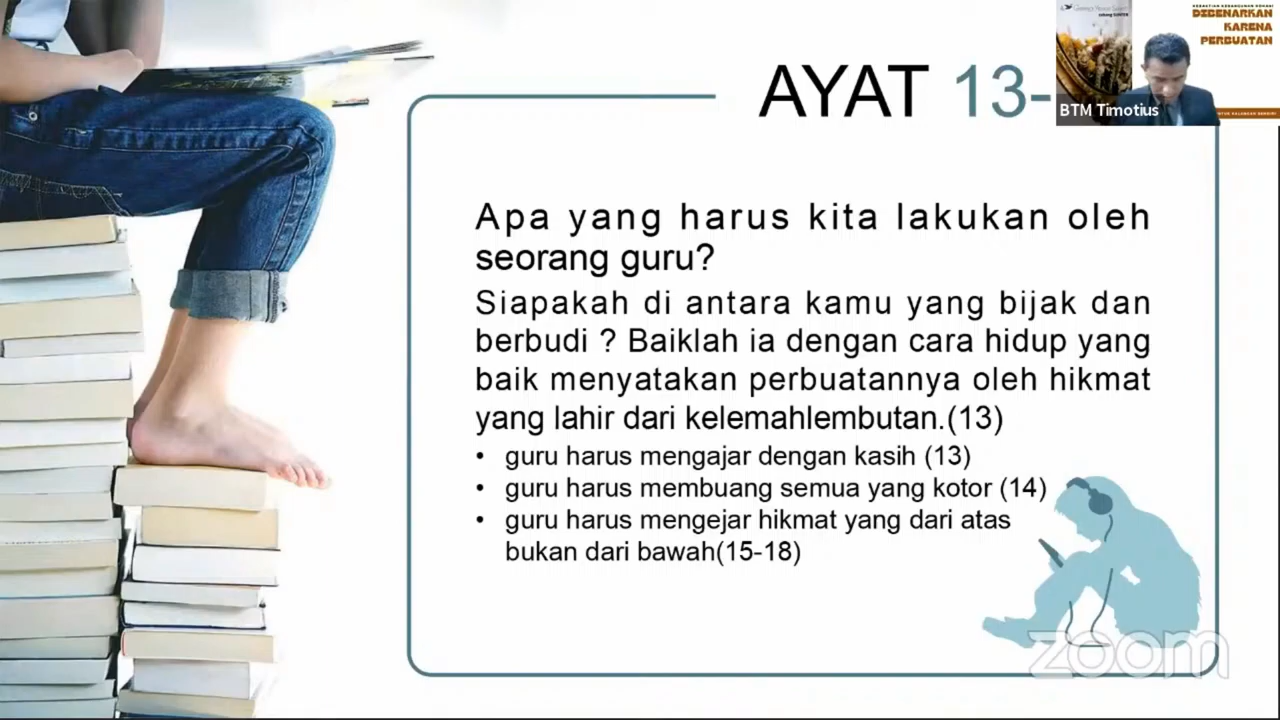 AYAT 13-
Apa yang harus kita lakukan oleh
seorang guru?
Siapakah di antara kamu yang bijak dan
berbudi ? Baiklah ia dengan cara hidup yang
baik menyatakan perbuatannya oleh hikmat
yang lahir dari kelemahlembutan.(13)
• guru harus mengajar dengan kasih (13)
• guru harus membuang semua yang kotor (14)
• guru harus mengejar hikmat yang dari atas
bukan dari bawah(15-18)
DIBENARKAN
KARENA
PERBUATAN
BTM Timotius
zoom